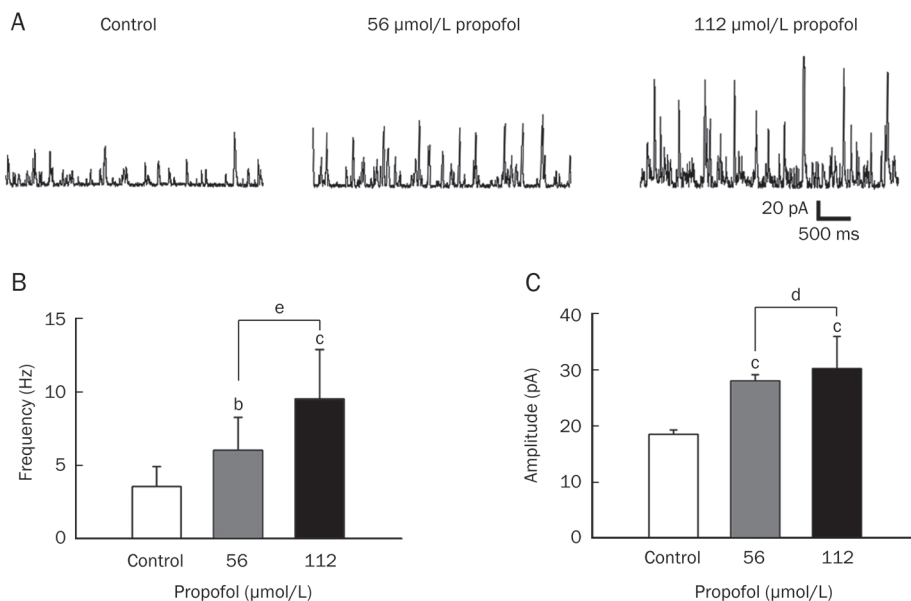 A
Control
56 µmol/L propofol
112 µmol/L propofol
20 pA
500 ms
B
Frequency (Hz)
15
10
5
0
b
c
e
Control
56
112
Propofol (µmol/L)
C
Amplitude (pA)
40
30
20
10
0
c
c
d
Control
56
112
Propofol (µmol/L)